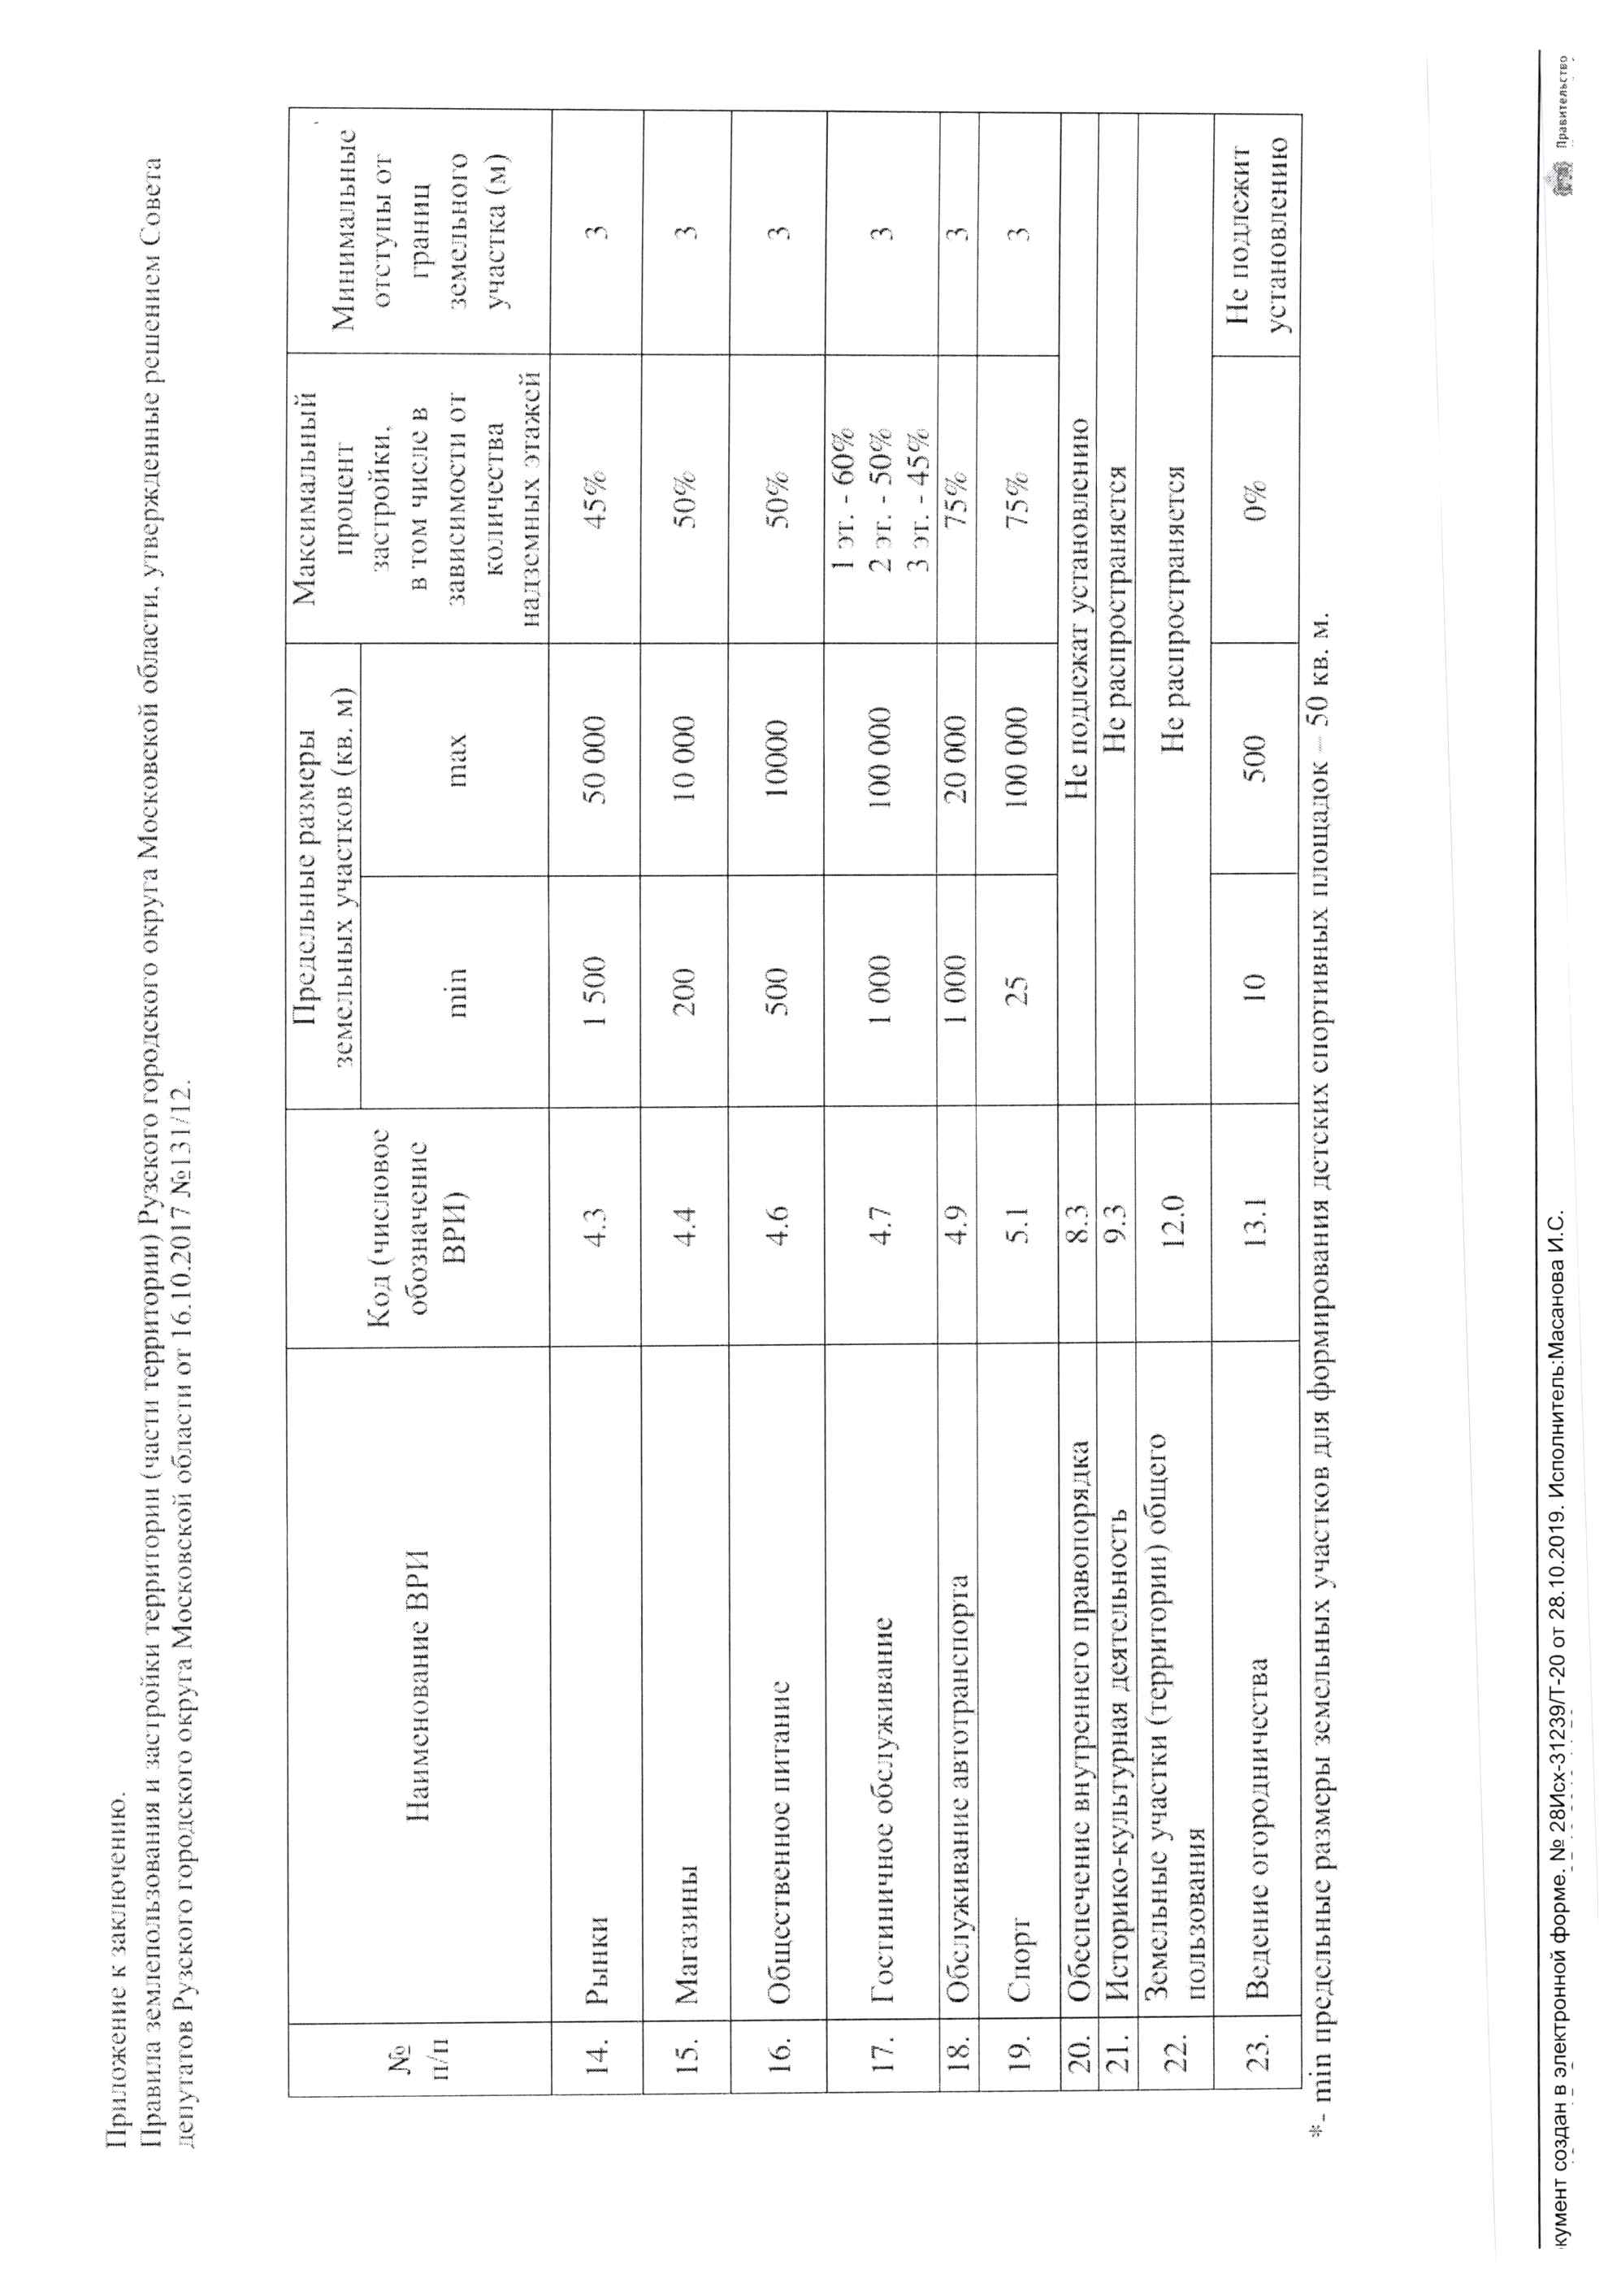 Приложение к заключению.
Правила землепользования и застройки территории (части территории) Рузского городского округа Московской области, утвержденные решением Совета
депутатов Рузского городского округа Московской области от 16.10.2017 №131/12.
№
п/п
Наименование ВРИ
Код (числовое
обозначение
ВРИ)
Предельные размеры
земельных участков (кв. м)
min
max
Максимальный
процент
застройки,
в том числе в
зависимости от
количества
надземных этажей
Минимальные
отступы от
границ
земельного
участка (м)
14. Рынки 4.3 1 500 50 000 45% 3
15. Магазины 4.4 200 10 000 50% 3
16. Общественное питание 4.6 500 10000 50% 3
17. Гостиничное обслуживание 4.7 1 000 100 000
1 эт. - 60%
2 эт. - 50%
3 эт. - 45%
3
18. Обслуживание автотранспорта 4.9 1 000 20 000 75% 3
19. Спорт 5.1 25 100 000 75% 3
20. Обеспечение внутреннего правопорядка 8.3 Не подлежат установлению
21. Историко-культурная деятельность 9.3 Не распространяется
22. Земельные участки (территории) общего
пользования
12.0 Не распространяется
23. Ведение огородничества 13.1 10 500 0% Не подлежит
установлению
*- min предельные размеры земельных участков для формирования детских спортивных площадок – 50 кв. м.
кумент создан в электронной форме. № 28Исх-31239/Т-20 от 28.10.2019. Исполнитель:Масанова И.С.
Правительство